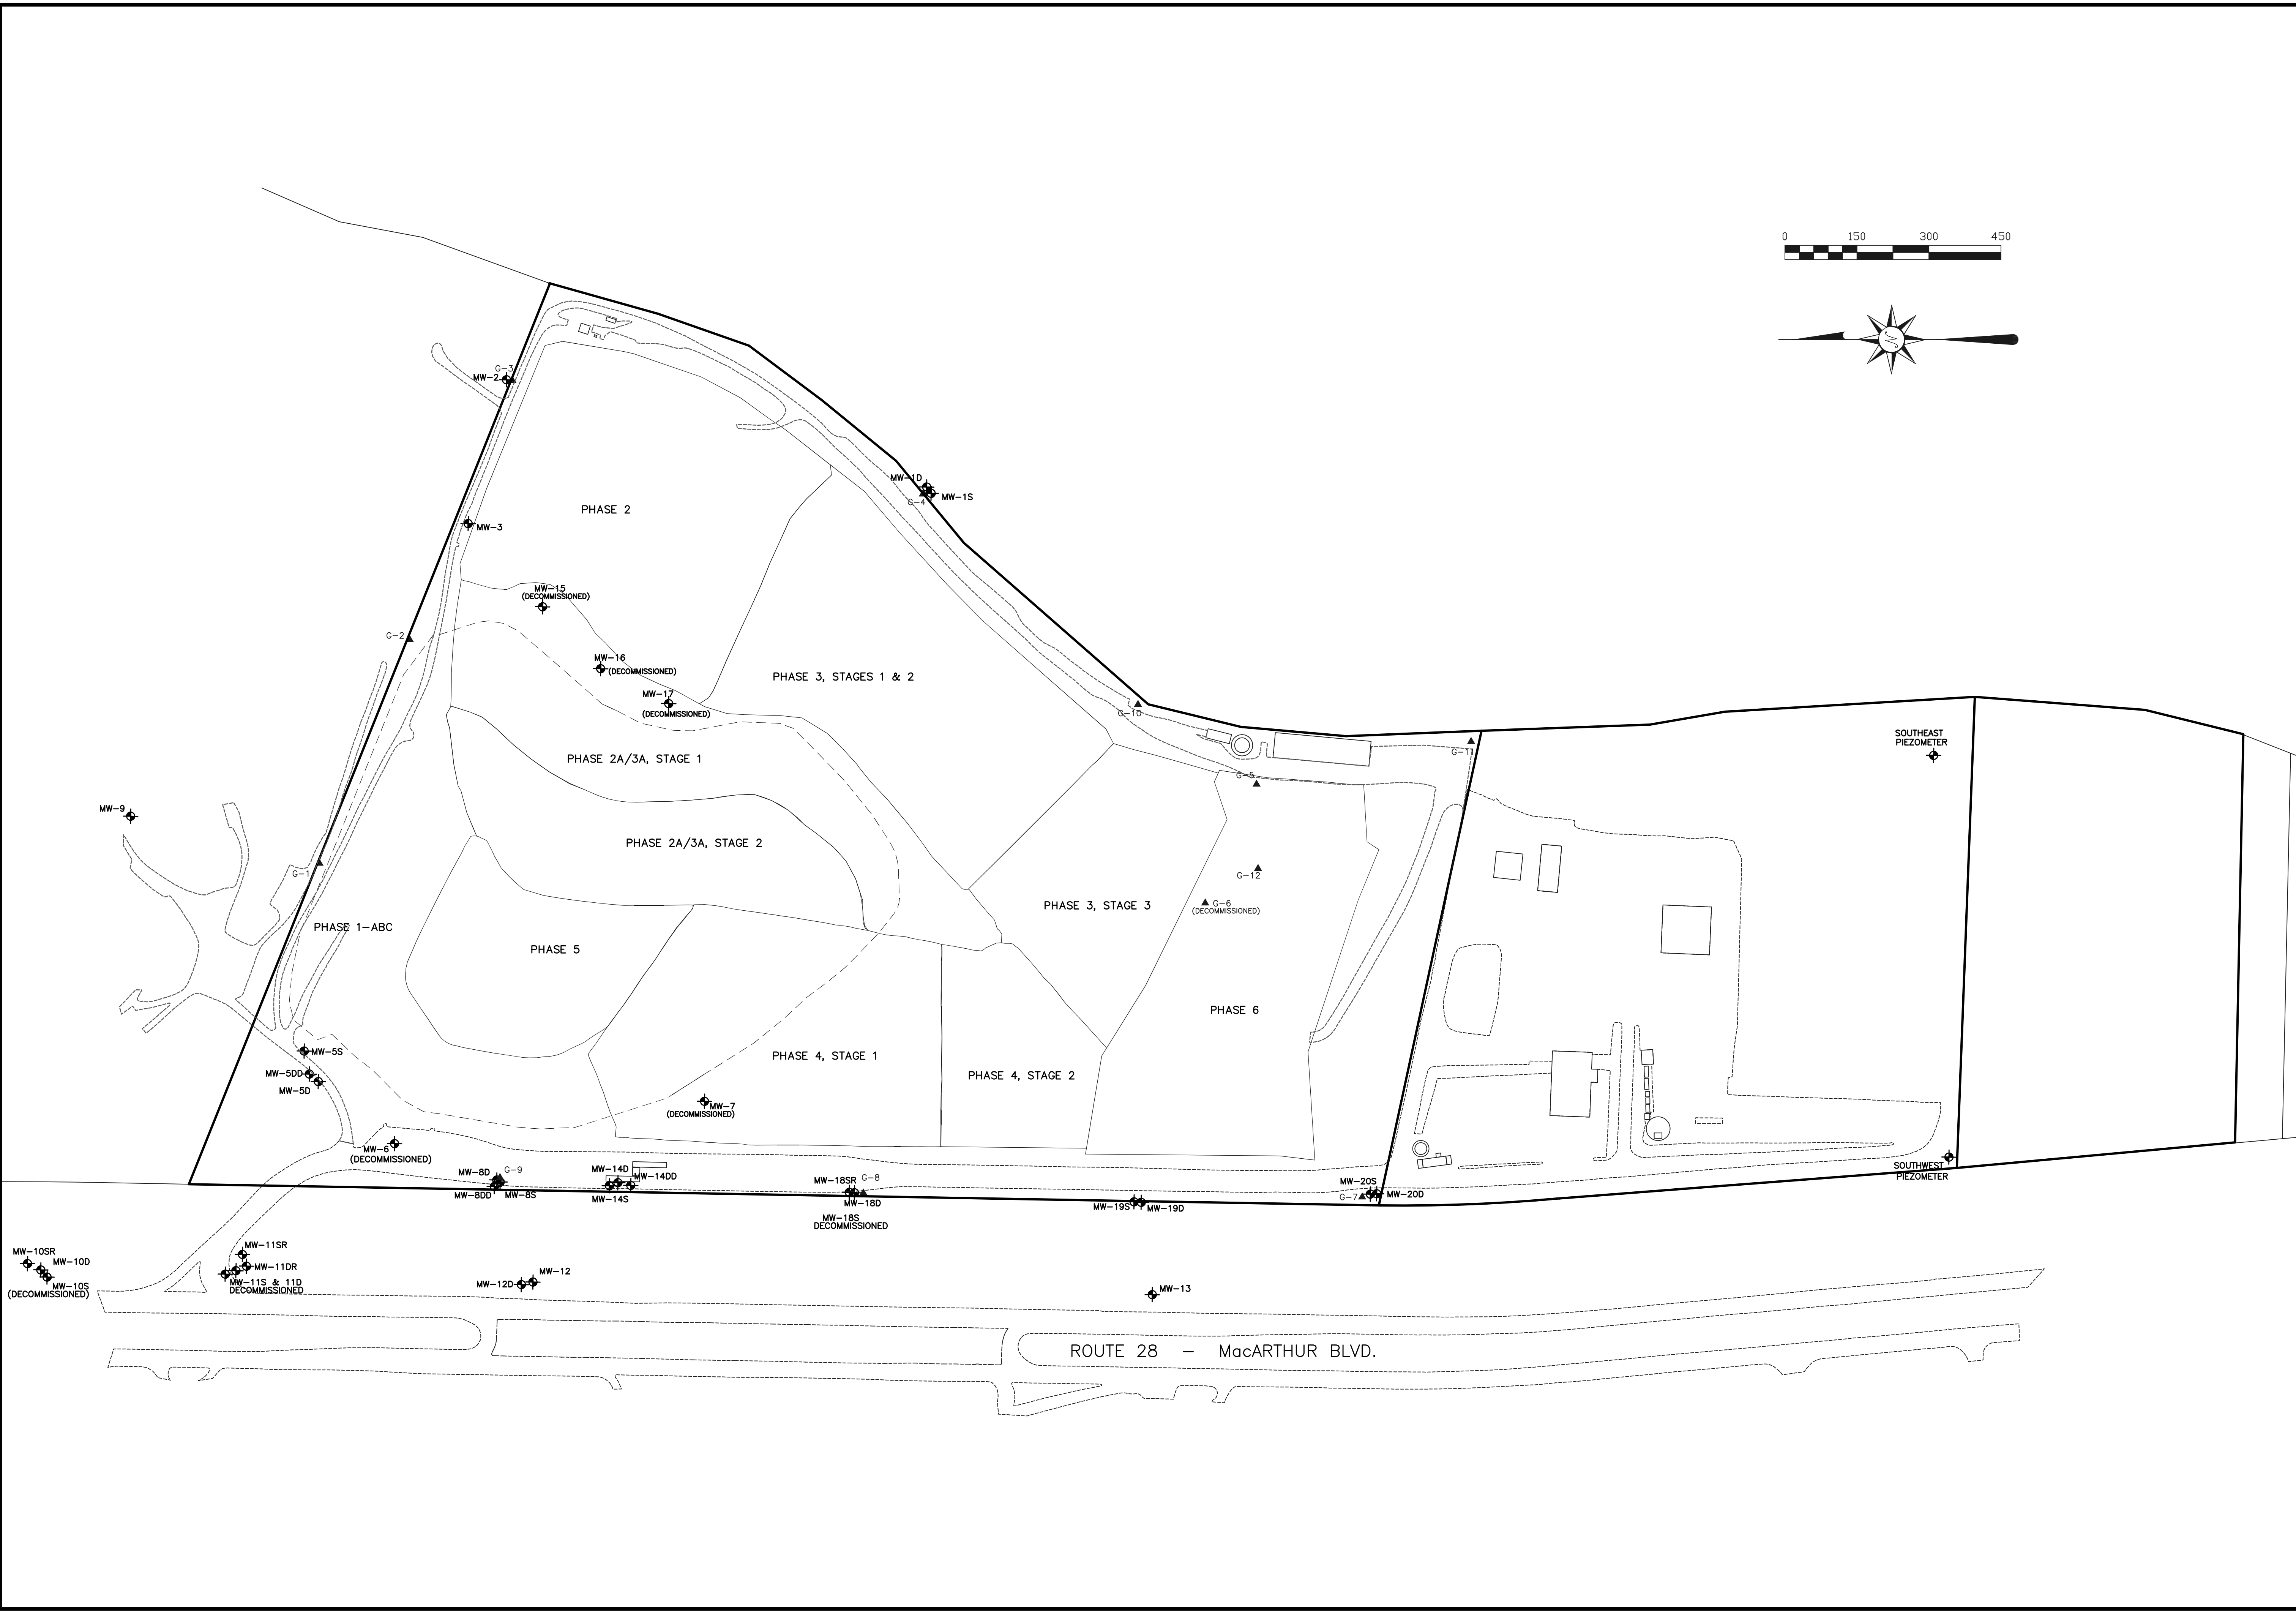 0 150 300 450
N
G-3
MW-2
MW-1D
MW-1S
G-4
PHASE 2
MW-3
MW-15
(DECOMMISSIONED)
G-2
MW-16
(DECOMMISSIONED)
PHASE 3, STAGES 1 & 2
MW-17
(DECOMMISSIONED)
G-10
SOUTHEAST
PIEZOMETER
G-11
PHASE 2A/3A, STAGE 1
G-5
MW-9
PHASE 2A/3A, STAGE 2
G-1
G-12
PHASE 3, STAGE 3
G-6
(DECOMMISSIONED)
PHASE 1-ABC
PHASE 5
PHASE 6
MW-5S
PHASE 4, STAGE 1
MW-5DD
PHASE 4, STAGE 2
MW-5D
MW-7
(DECOMMISSIONED)
MW-6
(DECOMMISSIONED)
SOUTHWEST
PIEZOMETER
MW-8D
G-9
MW-8DD
MW-8S
MW-14D
MW-14DD
MW-14S
MW-18SR
G-8
MW-18D
MW-18S
DECOMMISSIONED
MW-19S
MW-19D
MW-20S
G-7
MW-20D
MW-10SR
MW-10D
MW-10S
(DECOMMISSIONED)
MW-11SR
MW-11DR
MW-11S & 11D
DECOMMISSIONED
MW-12D
MW-12
MW-13
ROUTE 28 - MacARTHUR BLVD.